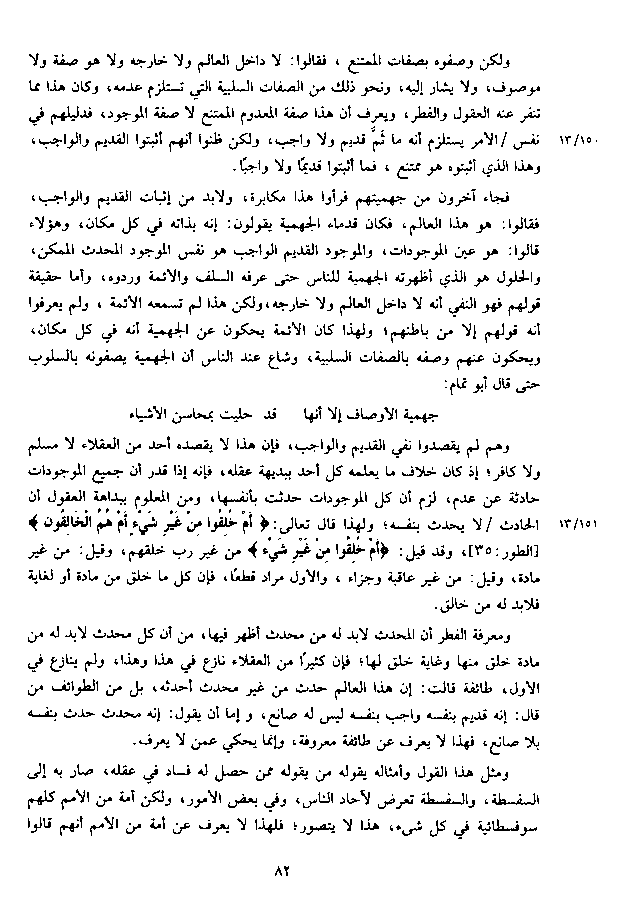 ولكن وصفوه بصفات الممتنع ، فقالوا: لا داخل العالم ولا خارجه ولا هو صفة ولا
موصوف، ولا يشار إليه، ونحو ذلك من الصفات السلبية التي تستلزم عدمه، وكان هذا مما
تنفر عنه العقول والفطر، ويعرف أن هذا صفة المعدوم الممتنع لا صفة الموجود، فدليلهم في
١٣/١٥٠ نفس /الأمر يستلزم أنه ما ثَمَّ قديم ولا واجب، ولكن ظنوا أنهم أثبتوا القديم والواجب،
وهذا الذي أثبتوه هو ممتنع ، فما أثبتوا قديمًا ولا واجبًا.
فجاء آخرون من جهميتهم فرأوا هذا مكابرة، ولابد من إثبات القديم والواجب،
فقالوا: هو هذا العالم، فكان قدماء الجهمية يقولون: إنه بذاته في كل مكان، وهؤلاء
قالوا: هو عين الموجودات، والموجود القديم الواجب هو نفس الموجود المحدث الممكن،
والحلول هو الذي أظهرته الجهمية للناس حتى عرفه السلف والأئمة وردوه، وأما حقيقة
قولهم فهو النفي أنه لا داخل العالم ولا خارجه،ولكن هذا لم تسمعه الأئمة ، ولم يعرفوا
أنه قولهم إلا من باطنهم؛ ولهذا كان الأئمة يحكون عن الجهمية أنه في كل مكان،
ويحكون عنهم وصفه بالصفات السلبية، وشاع عند الناس أن الجهمية يصفونه بالسلوب
حتى قال أبو تمام:
جهمية الأوصاف إلا أنها قد حليت بمحاسن الأشياء
وهم لم يقصدوا نفي القديم والواجب، فإن هذا لا يقصده أحد من العقلاء لا مسلم
ولا كافر؛ إذ كان خلاف ما يعلمه كل أحد ببديهة عقله، فإنه إذا قدر أن جميع الموجودات
حادثة عن عدم، لزم أن كل الموجودات حدثت بأنفسها، ومن المعلوم ببداهة العقول أن
١٣/١٥١ الحادث /لا يحدث بنفسه؛ ولهذا قال تعالى:﴿ أَمْ خُلِقُوا مِنْ غَيْرِ شَيْءٍ أَمْ هُمُ الْخَالِقُونَ ﴾
[الطور:٣٥]، وقد قيل: ﴿أَمْ خُلِقُوا مِنْ غَيْرِ شَيْءٍ ﴾ من غير رب خلقهم، وقيل: من غير
مادة، وقيل: من غير عاقبة وجزاء ، والأول مراد قطعًا، فإن كل ما خلق من مادة أو لغاية
فلابد له من خالق.
ومعرفة الفطر أن المحدث لابد له من محدث أظهر فيها، من أن كل محدث لابد له من
مادة خلق منها وغاية خلق لها؛ فإن كثيرًا من العقلاء نازع في هذا وهذا، ولم ينازع في
الأول، طائفة قالت: إن هذا العالم حدث من غير محدث أحدثه، بل من الطوائف من
قال: إنه قديم بنفسه واجب بنفسه ليس له صانع، و إما أن يقول: إنه محدث حدث بنفسه
بلا صانع، فهذا لا يعرف عن طائفة معروفة، وإنما يحكي عمن لا يعرف.
ومثل هذا القول وأمثاله يقوله من يقوله ممن حصل له فساد في عقله، صار به إلى
السفسطة، والسفسطة تعرض لآحاد الناس، وفي بعض الأمور، ولكن أمة من الأمم كلهم
سوفسطائية في كل شيء، هذا لا يتصور؛ فلهذا لا يعرف عن أمة من الأمم أنهم قالوا
٨٢